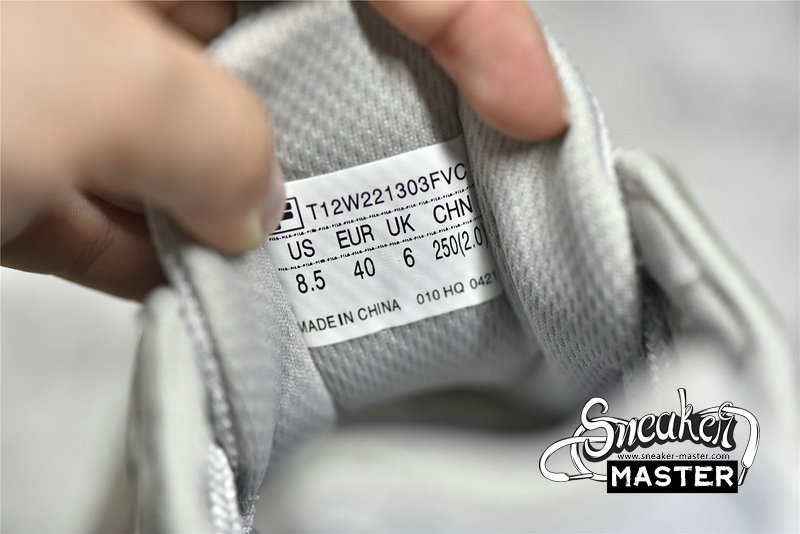 T12W221303FVC
US EUR UK CHN
8.5 40 6 250(2.0)
MADE IN CHINA 010 HQ 0421
Sneaker
www.sneaker-master.com
MASTER